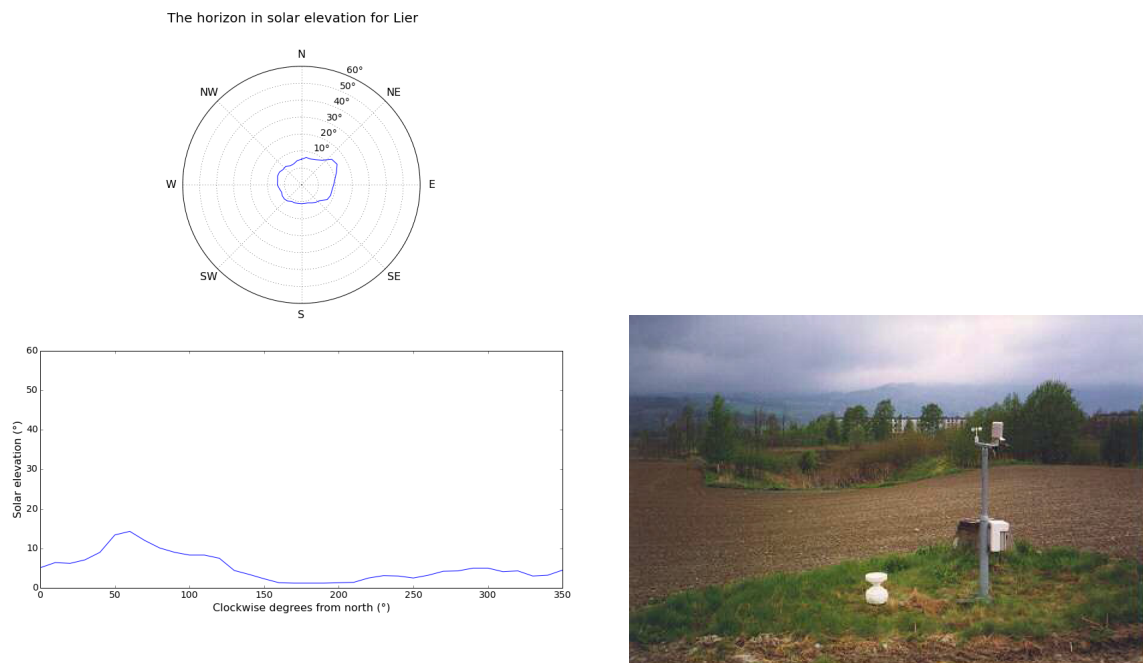 The horizon in solar elevation for Lier
N
60°
50°
NW
NE
40°
30°
20°
10°
W
E
SW
SE
S
60
50
40
30
20
10
0
Solar elevation (°)
0 50 100 150 200 250 300 350
Clockwise degrees from north (°)